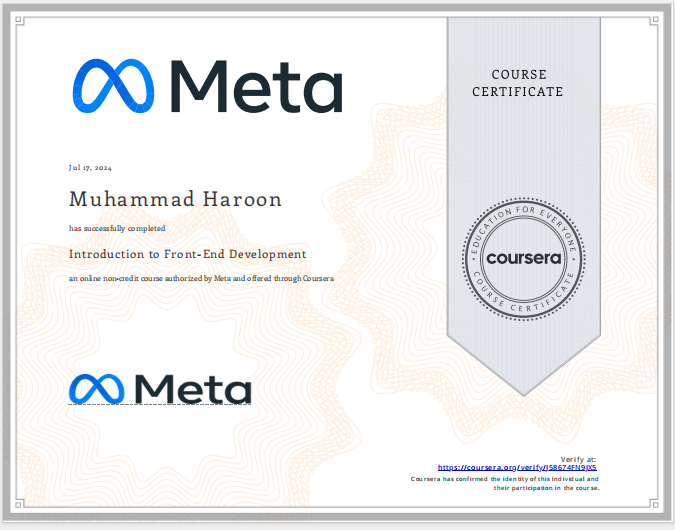 Meta
COURSE
CERTIFICATE
Jul 17, 2024
Muhammad Haroon
has successfully completed
Introduction to Front-End Development
an online non-credit course authorized by Meta and offered through Coursera
EDUCATION FOR EVERYONE
coursera
COURSE CERTIFICATE
Meta
Verify at:
https://coursera.org/verify/J58674FN9JX5
Coursera has confirmed the identity of this individual and
their participation in the course.